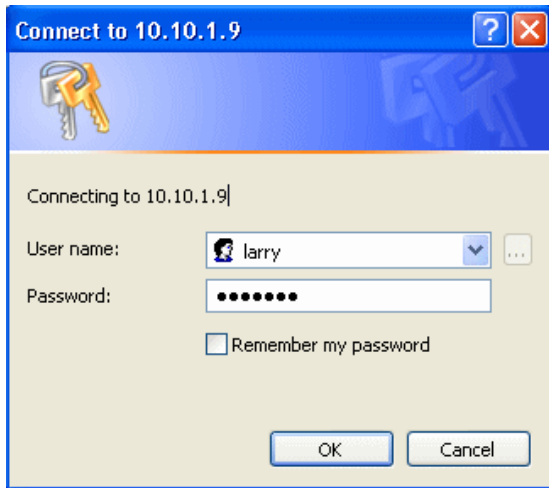 Connect to 10.10.1.9
Connecting to 10.10.1.9
User name:
larry
...
Password:
•••••••
Remember my password
OK
Cancel